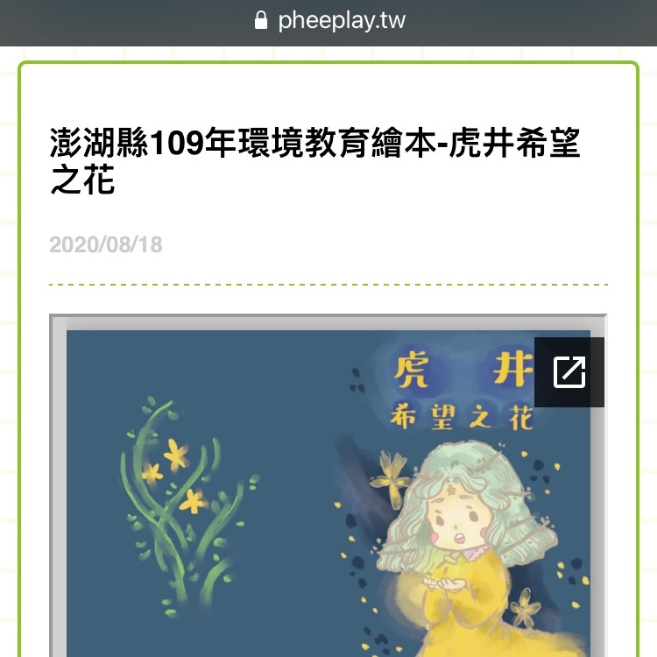 pheeplay.tw
澎湖縣109年環境教育繪本-虎井希望
之花
2020/08/18
虎井
希望之花